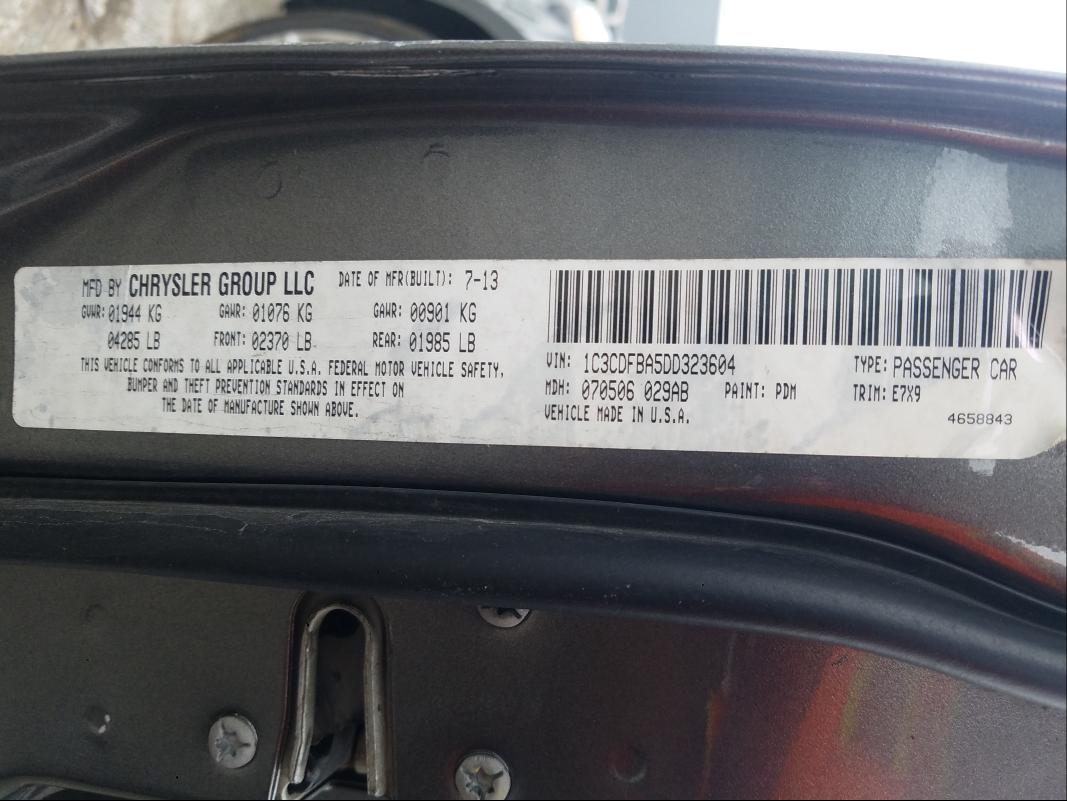 MFD BY CHRYSLER GROUP LLC DATE OF MFR(BUILT): 7-13
GVWR: 01944 KG GAWR: 01076 KG GAWR: 00901 KG
04285 LB FRONT: 02370 LB REAR: 01985 LB
THIS VEHICLE CONFORMS TO ALL APPLICABLE U.S.A. FEDERAL MOTOR VEHICLE SAFETY,
BUMPER AND THEFT PREVENTION STANDARDS IN EFFECT ON
THE DATE OF MANUFACTURE SHOWN ABOVE.
VIN: 1C3CDFBA5DD323604 TYPE: PASSENGER CAR
MDH: 070506 029AB PAINT: PDM TRIM: E7X9
VEHICLE MADE IN U.S.A. 4658843